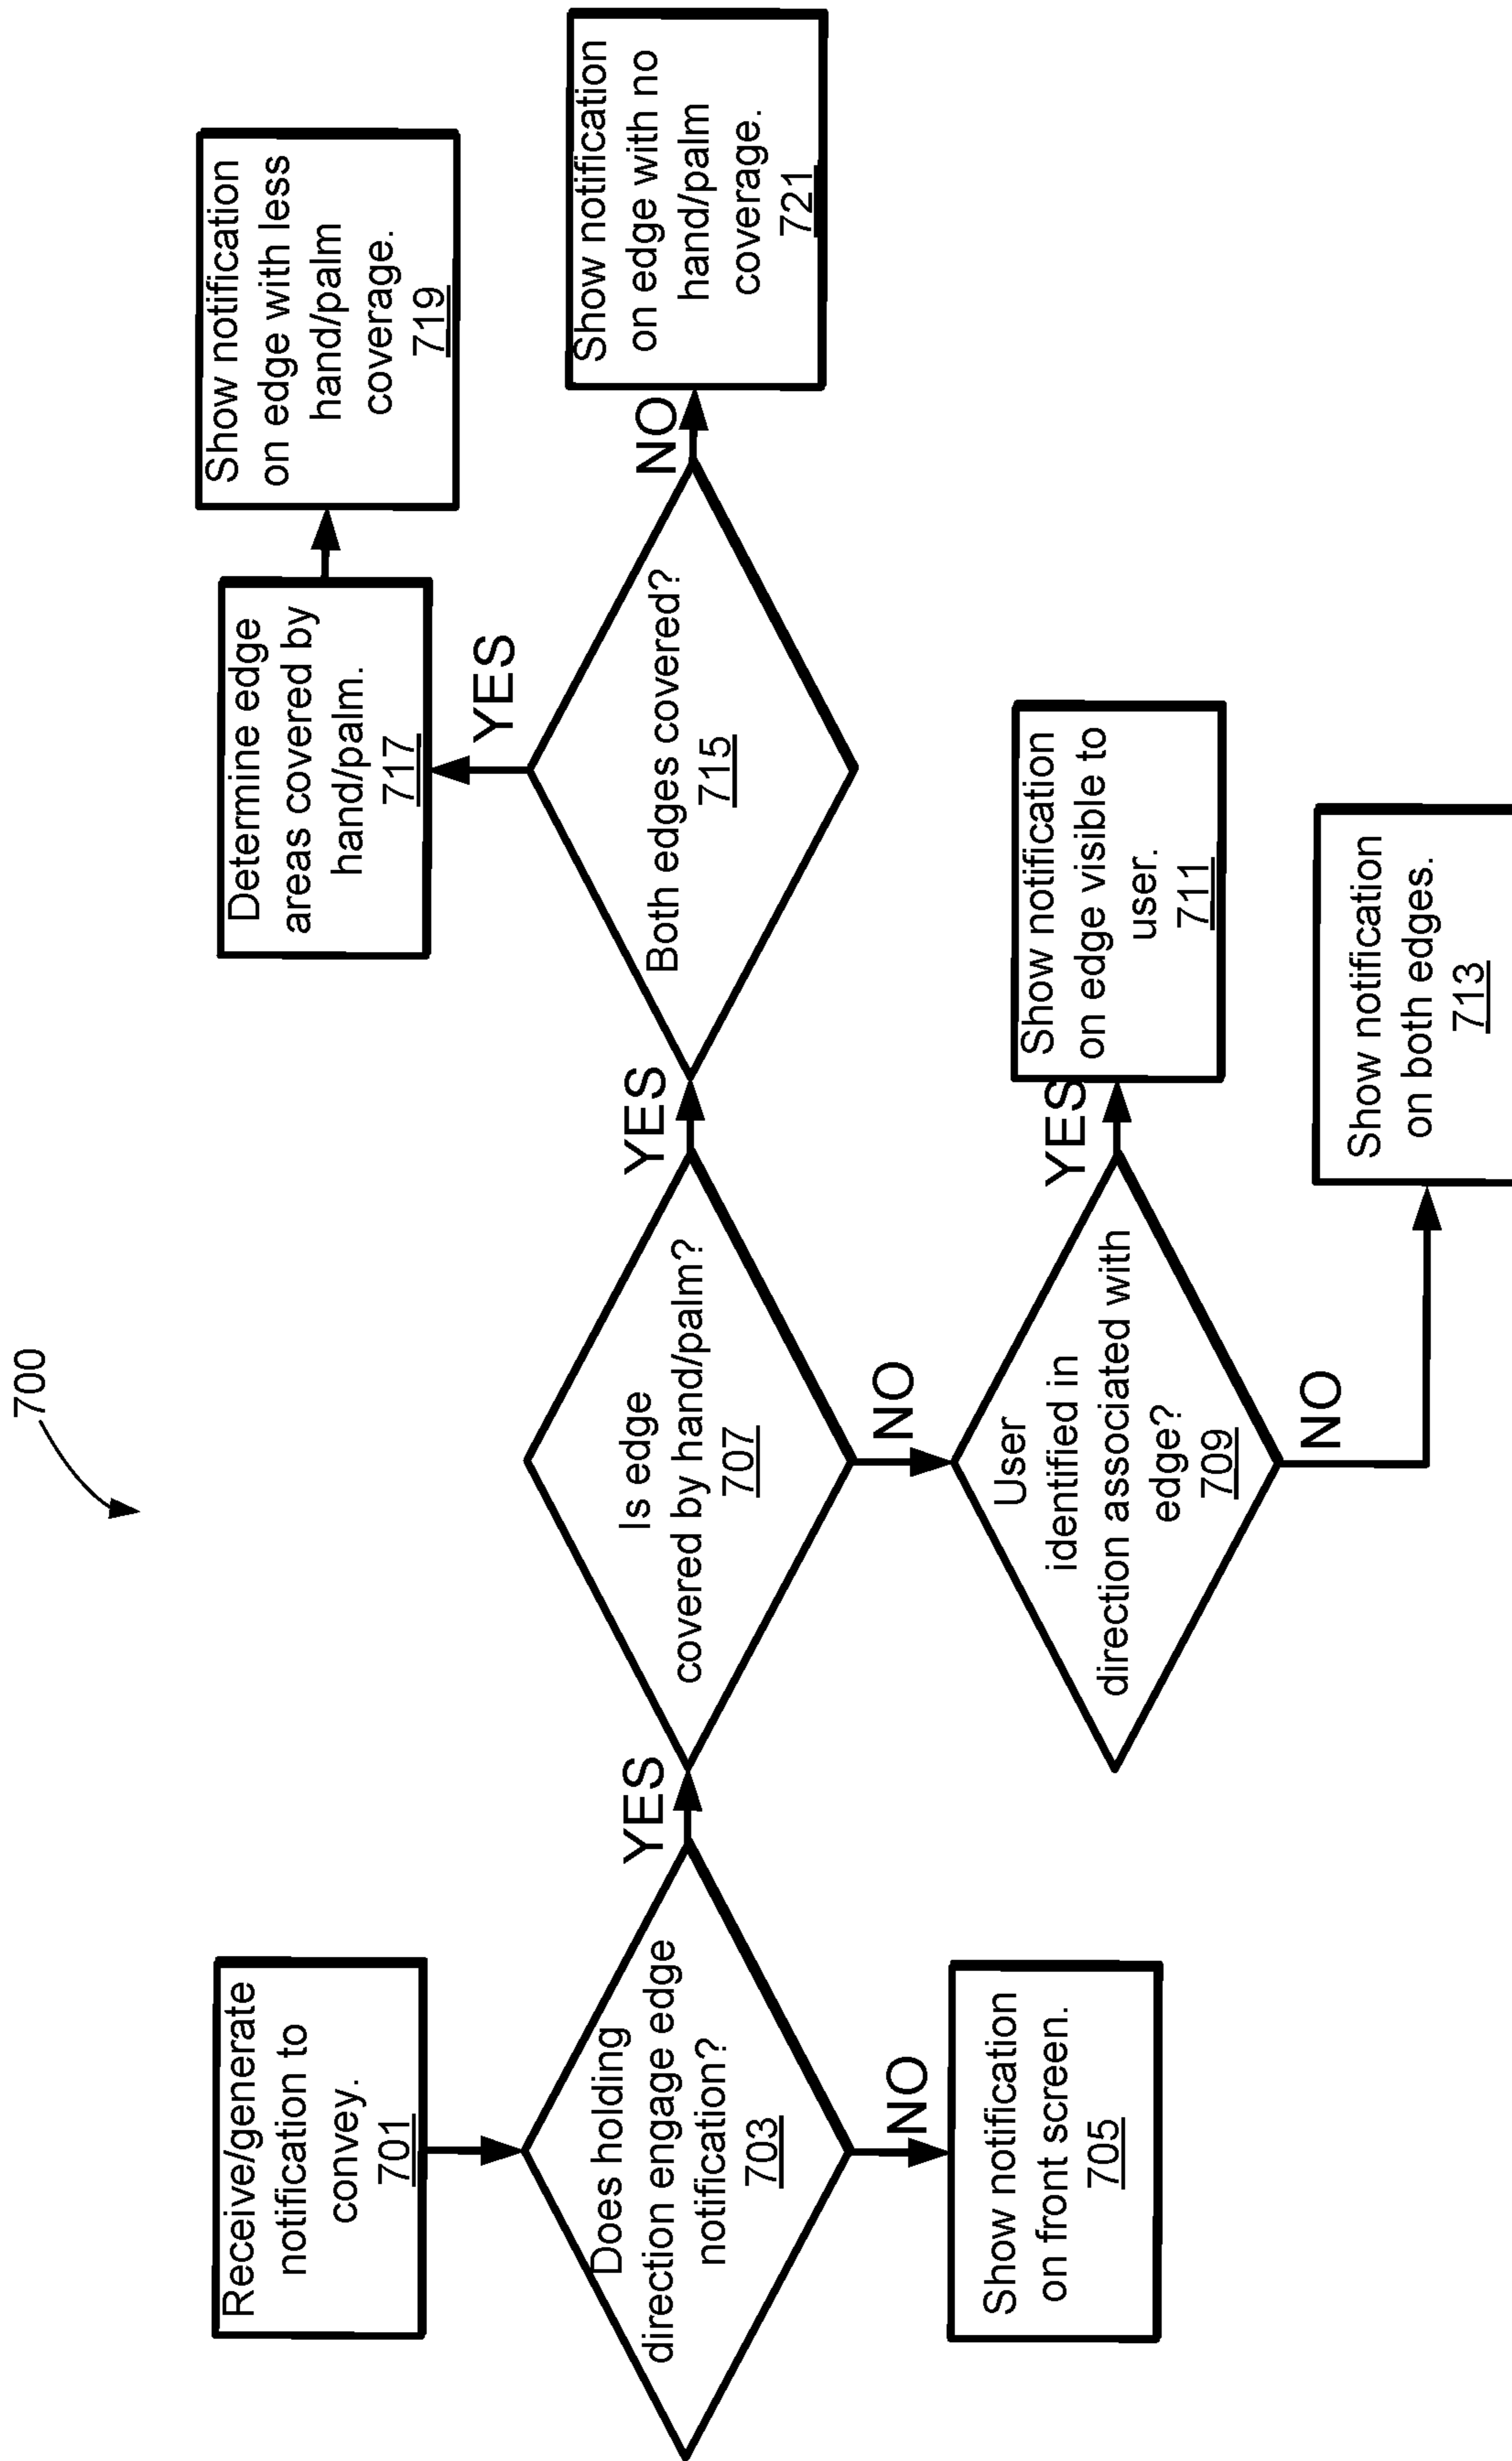 700
Receive/generate
notification to
convey.
701
Does holding
direction engage edge
notification?
703
NO
Show notification
on front screen.
705
YES
Is edge
covered by hand/palm?
707
NO
User
identified in
direction associated with
edge?
709
YES
Show notification
on edge visible to
user.
711
NO
Show notification
on both edges.
713
YES
Both edges covered?
715
YES
Determine edge
areas covered by
hand/palm.
717
Show notification
on edge with less
hand/palm
coverage.
719
NO
Show notification
on edge with no
hand/palm
coverage.
721